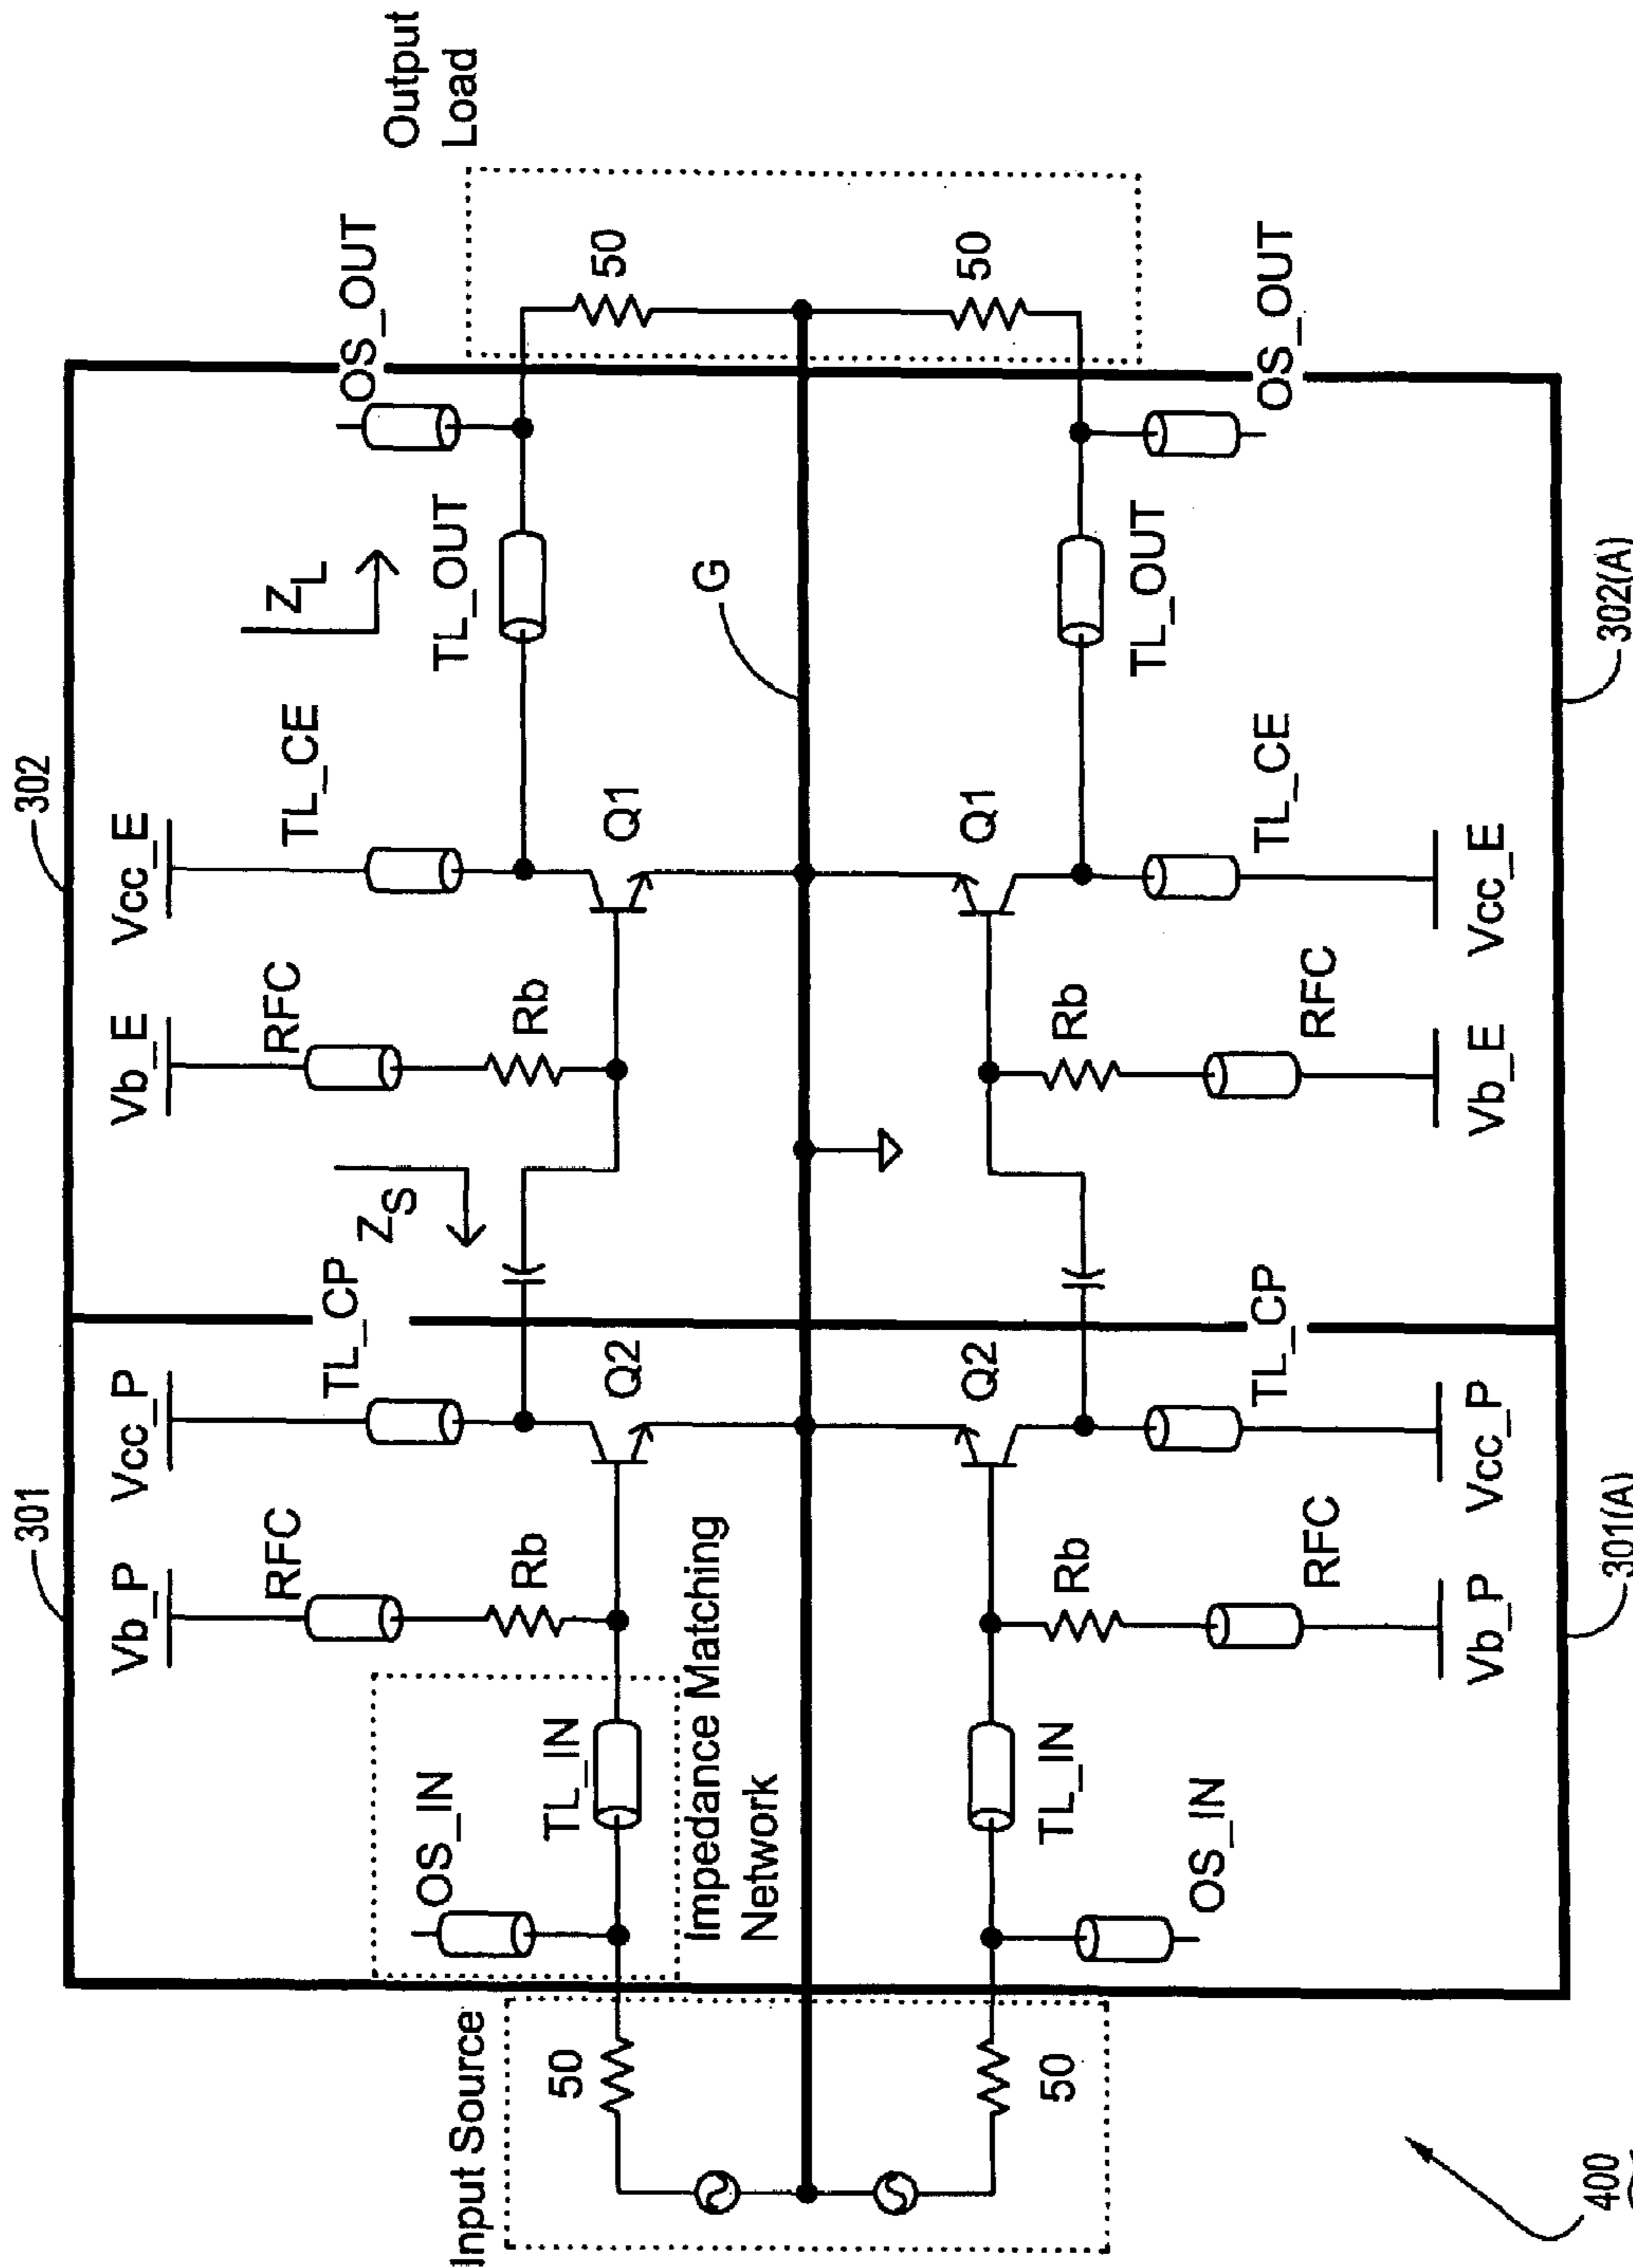 301
302
Vb_P
Vcc_P
Vb_E
Vcc_E
RFC
TL_CP
RFC
TL_CE
Z_L
OS_OUT
Output
Load
OS_IN
Rb
Z_S
Rb
TL_OUT
Input Source
50
TL_IN
Q2
Q1
50
Impedance Matching
Network
G
50
TL_IN
Q2
Q1
50
OS_IN
Rb
Rb
TL_OUT
RFC
TL_CP
RFC
TL_CE
OS_OUT
Vb_P
Vcc_P
Vb_E
Vcc_E
400
301(A)
302(A)